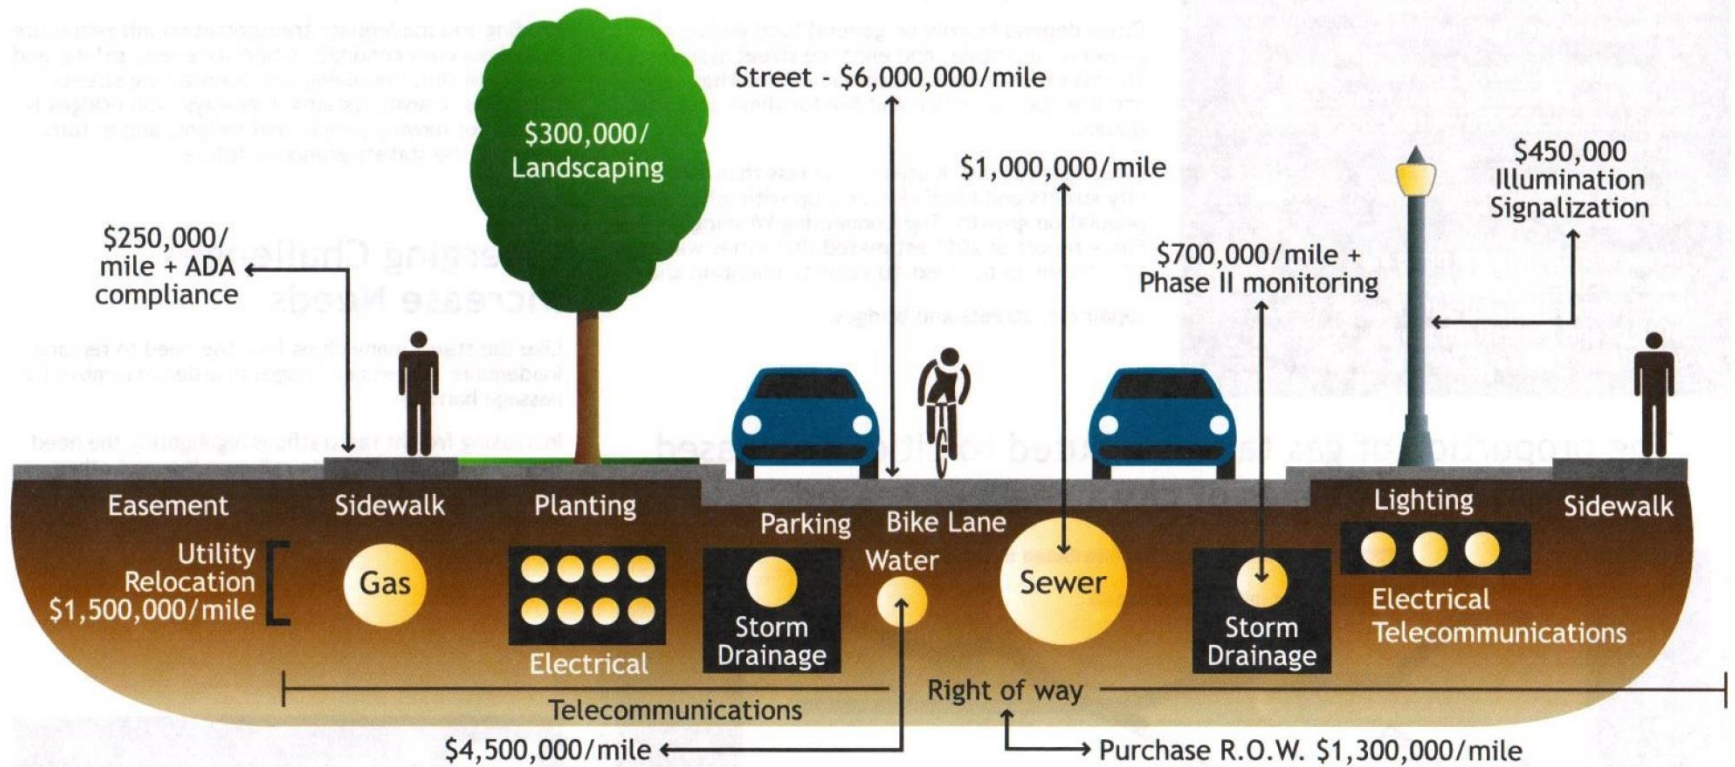 Street - $6,000,000/mile
$300,000/
Landscaping
$1,000,000/mile
$450,000
Illumination
Signalization
$250,000/
mile + ADA
compliance
$700,000/mile +
Phase II monitoring
Easement
Sidewalk
Planting
Parking
Bike Lane
Lighting
Sidewalk
Utility
Relocation
$1,500,000/mile
Gas
Electrical
Storm
Drainage
Water
Sewer
Storm
Drainage
Electrical
Telecommunications
Right of way
Telecommunications
$4,500,000/mile
Purchase R.O.W. $1,300,000/mile